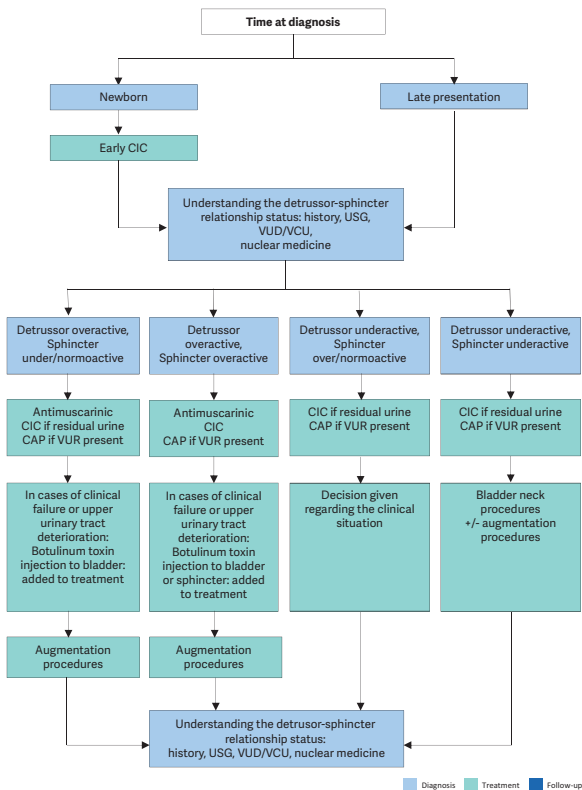 Time at diagnosis
Newborn
Late presentation
Early CIC
Understanding the detrussor-sphincter
relationship status: history, USG,
VUD/VCU,
nuclear medicine
Detrussor overactive,
Sphincter
under/normoactive
Detrussor
overactive,
Sphincter overactive
Detrussor underactive,
Sphincter
over/normoactive
Detrussor underactive,
Sphincter underactive
Antimuscarinic
CIC if residual urine
CAP if VUR present
Antimuscarinic
CIC
CAP if VUR present
CIC if residual urine
CAP if VUR present
CIC if residual urine
CAP if VUR present
In cases of clinical
failure or upper
urinary tract
deterioration:
Botulinum toxin
injection to bladder:
added to treatment
In cases of clinical
failure or upper
urinary tract
deterioration:
Botulinum toxin
injection to bladder
or sphincter: added
to treatment
Decision given
regarding the clinical
situation
Bladder neck
procedures
+/- augmentation
procedures
Augmentation
procedures
Augmentation
procedures
Understanding the detrusor-sphincter
relationship status:
history, USG, VUD/VCU, nuclear medicine
Diagnosis
Treatment
Follow-up